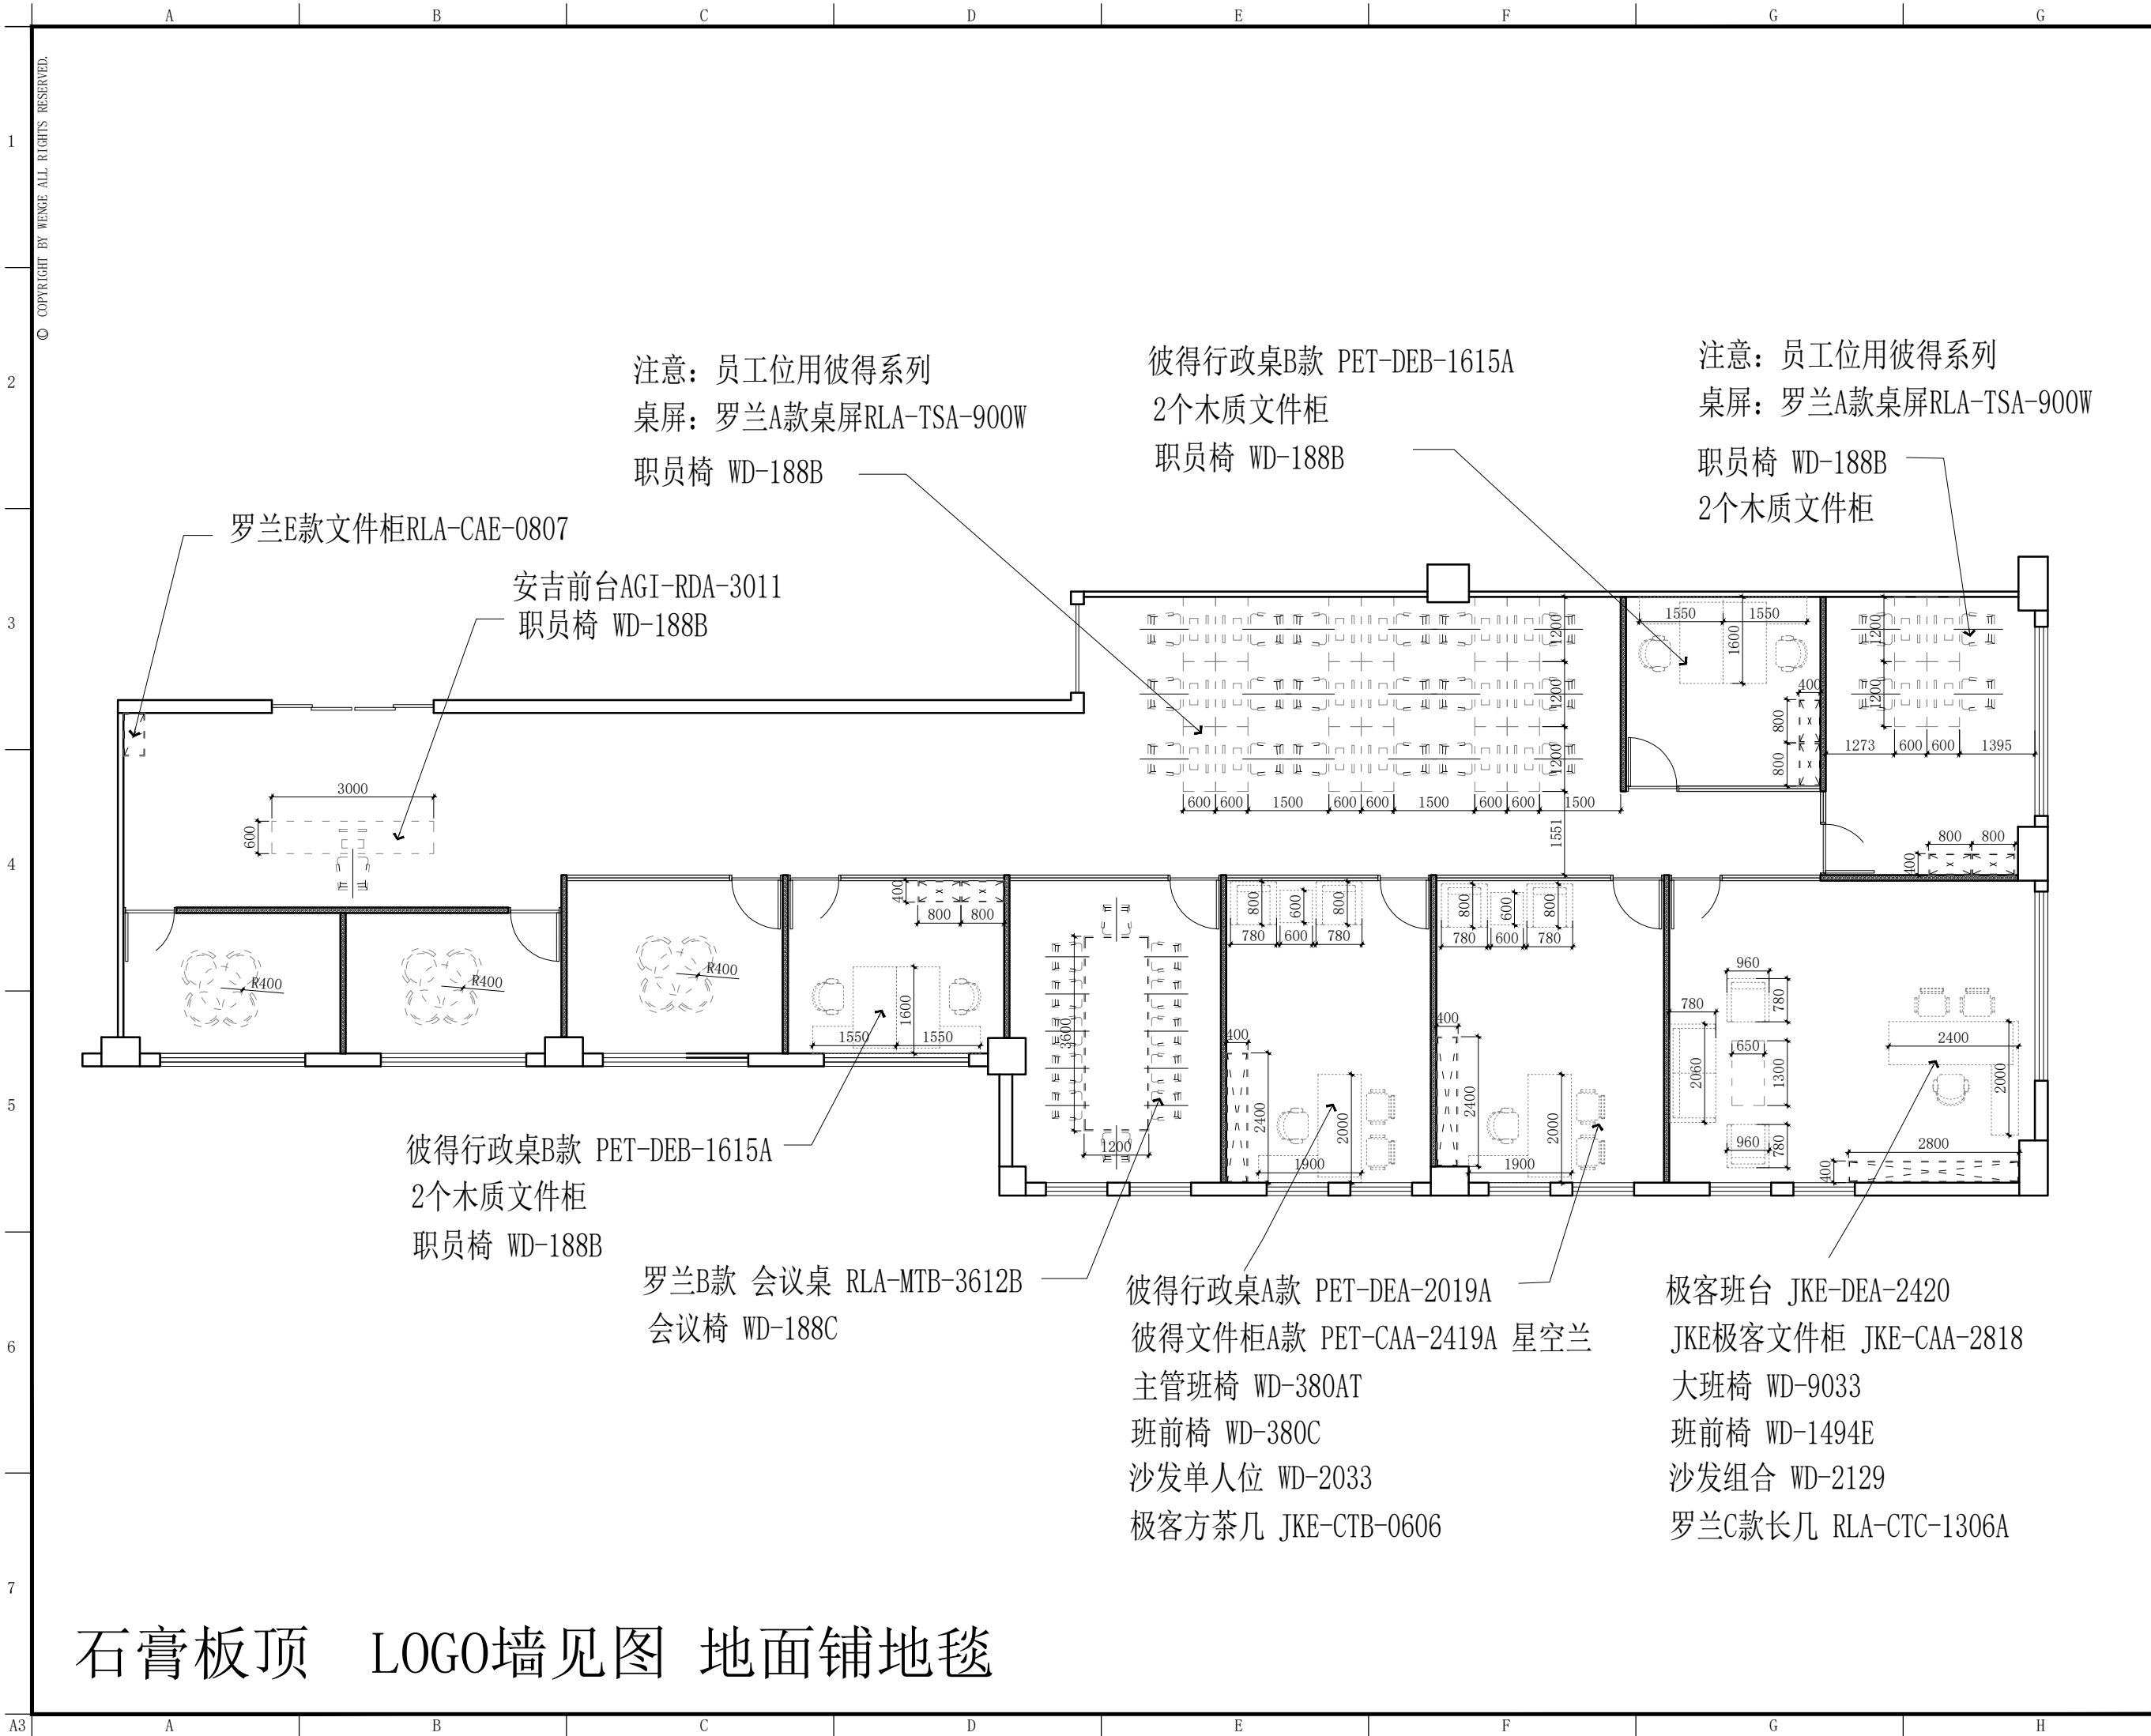 A B C D E F G G
© COPYRIGHT BY WENGE ALL RIGHTS RESERVED.
1
2
3
4
5
6
7
注意：员工位用彼得系列
桌屏：罗兰A款桌屏RLA-TSA-900W
职员椅 WD-188B
彼得行政桌B款 PET-DEB-1615A
2个木质文件柜
职员椅 WD-188B
注意：员工位用彼得系列
桌屏：罗兰A款桌屏RLA-TSA-900W
职员椅 WD-188B
2个木质文件柜
罗兰E款文件柜RLA-CAE-0807
安吉前台AGI-RDA-3011
职员椅 WD-188B
1200
1200
1200
1551
600 600 1500 600 600 1500 600 600 1500
1550 1550
1600
400
800
800
1200
1200
1273 600 600 1395
800 800
400
3000
600
R400
R400
R400
400
800 800
1600
1550 1550
3600
1200
800 600 800
780 600 780
400
2400
2000
1900
800 600 800
780 600 780
400
2400
2000
1900
960
780
780
2060
650
1300
960
780
2400
2000
2800
400
彼得行政桌B款 PET-DEB-1615A
2个木质文件柜
职员椅 WD-188B
罗兰B款 会议桌 RLA-MTB-3612B
会议椅 WD-188C
彼得行政桌A款 PET-DEA-2019A
彼得文件柜A款 PET-CAA-2419A 星空兰
主管班椅 WD-380AT
班前椅 WD-380C
沙发单人位 WD-2033
极客方茶几 JKE-CTB-0606
极客班台 JKE-DEA-2420
JKE极客文件柜 JKE-CAA-2818
大班椅 WD-9033
班前椅 WD-1494E
沙发组合 WD-2129
罗兰C款长几 RLA-CTC-1306A
石膏板顶 LOGO墙见图 地面铺地毯
A3 A B C D E F G H